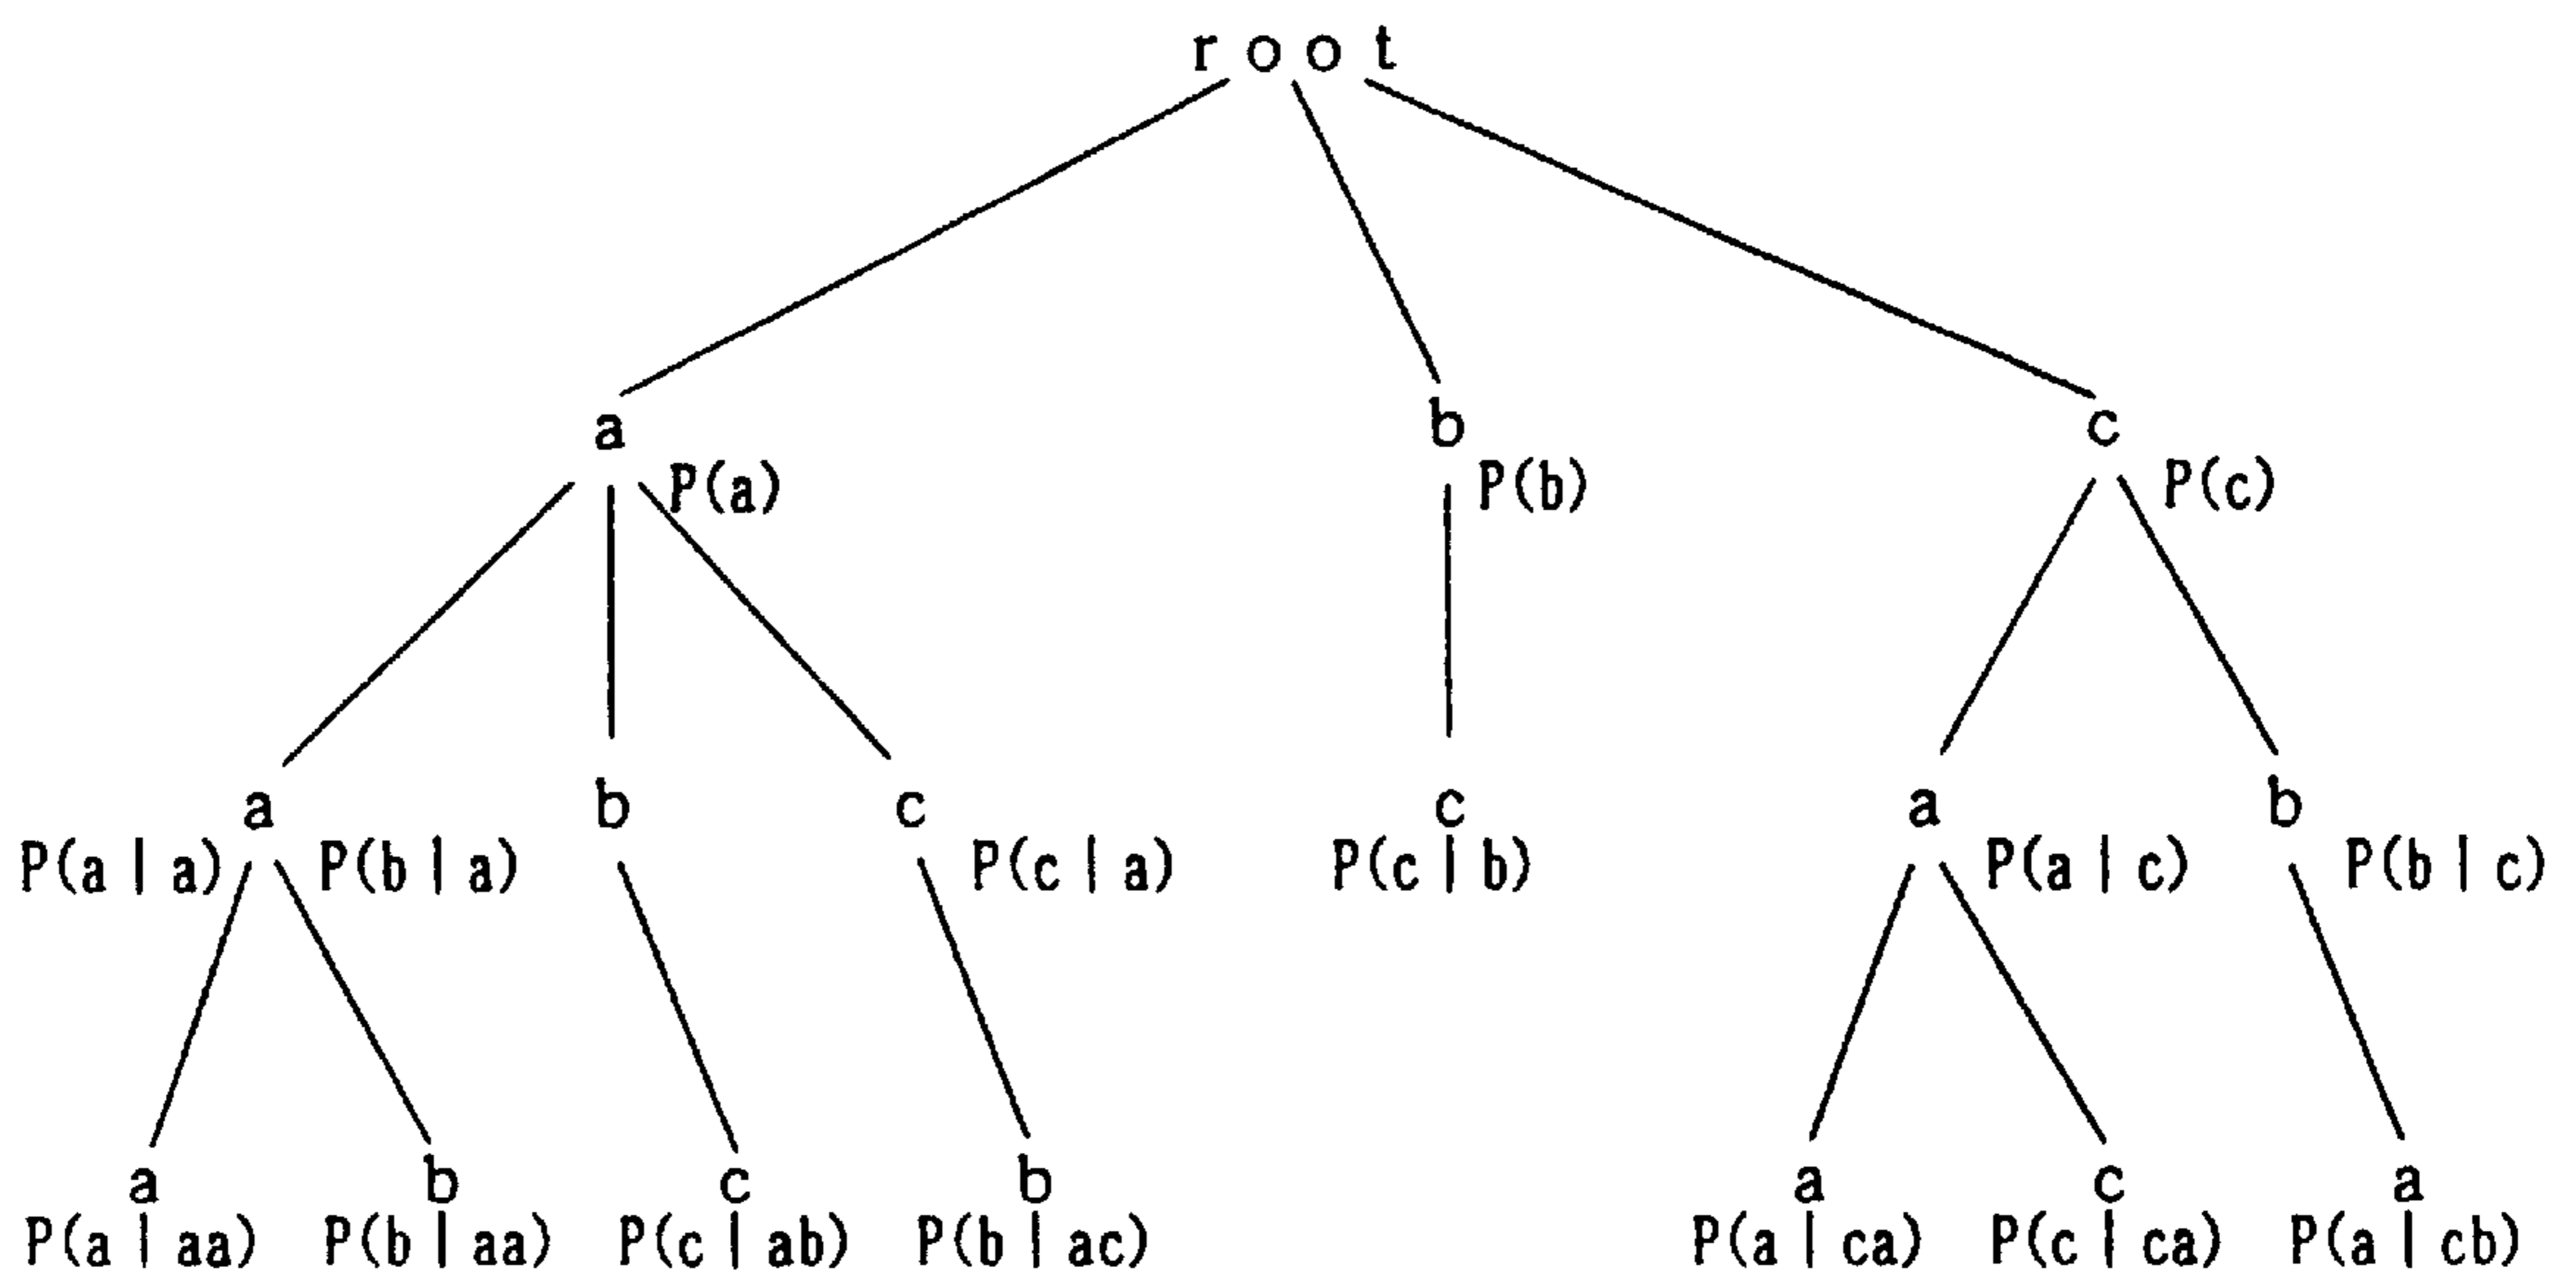 root
a b c
P(a) P(b) P(c)
a b c c a b
P(a|a) P(b|a) P(c|a) P(c|b) P(a|c) P(b|c)
a b c b a c a
P(a|aa) P(b|aa) P(c|ab) P(b|ac) P(a|ca) P(c|ca) P(a|cb)